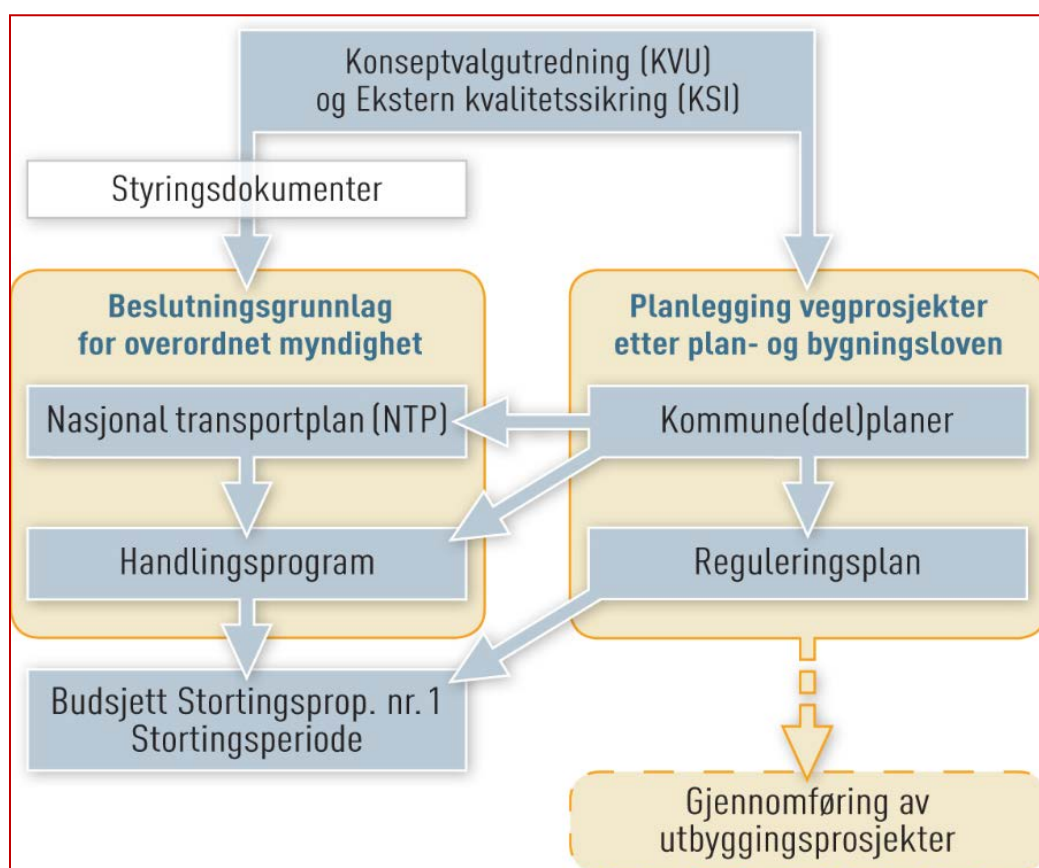 Konseptvalgutredning (KVU)
og Ekstern kvalitetssikring (KSI)
Styringsdokumenter
Beslutningsgrunnlag
for overordnet myndighet
Nasjonal transportplan (NTP)
Handlingsprogram
Budsjett Stortingsprop. nr. 1
Stortingsperiode
Planlegging vegprosjekter
etter plan- og bygningsloven
Kommune(del)planer
Reguleringsplan
Gjennomføring av
utbyggingsprosjekter